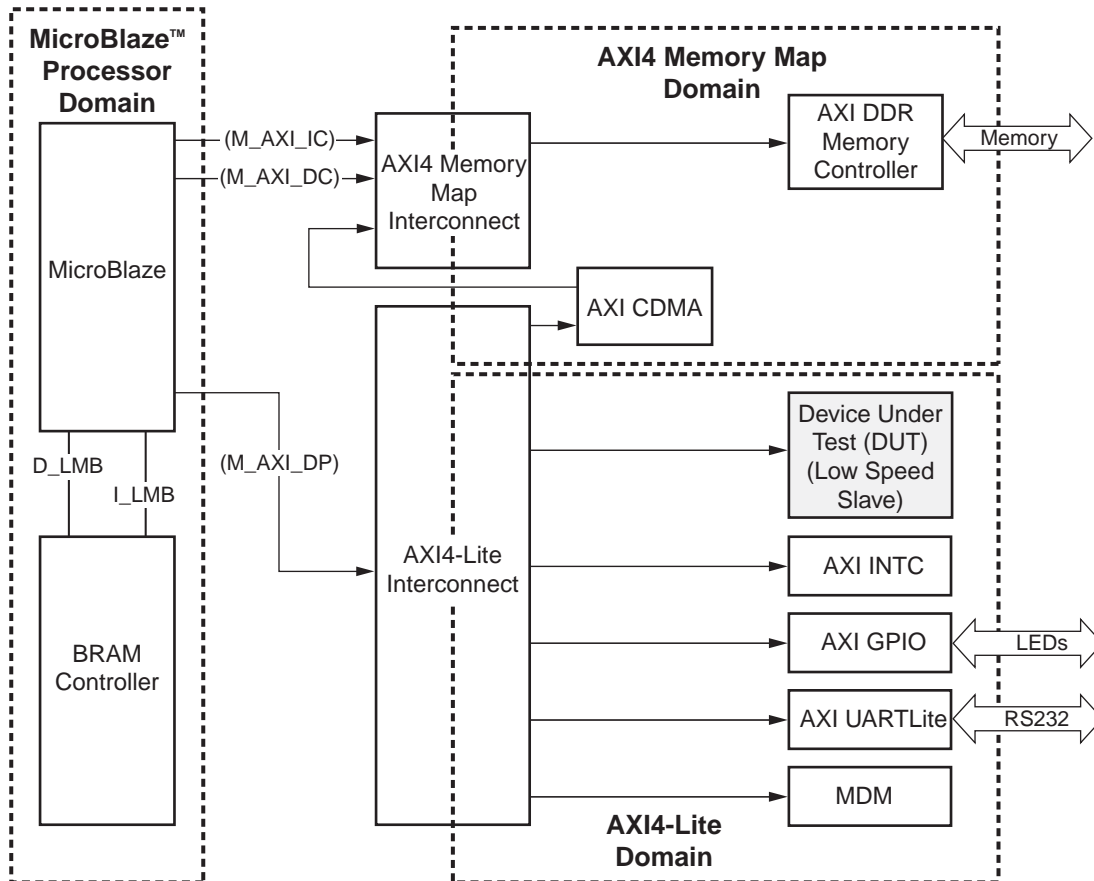 MicroBlaze™
Processor
Domain
AXI4 Memory Map
Domain
MicroBlaze
(M_AXI_IC)
(M_AXI_DC)
AXI4 Memory
Map
Interconnect
AXI DDR
Memory
Controller
Memory
AXI CDMA
D_LMB
I_LMB
(M_AXI_DP)
BRAM
Controller
AXI4-Lite
Interconnect
Device Under
Test (DUT)
(Low Speed
Slave)
AXI INTC
AXI GPIO
LEDs
AXI UARTLite
RS232
MDM
AXI4-Lite
Domain